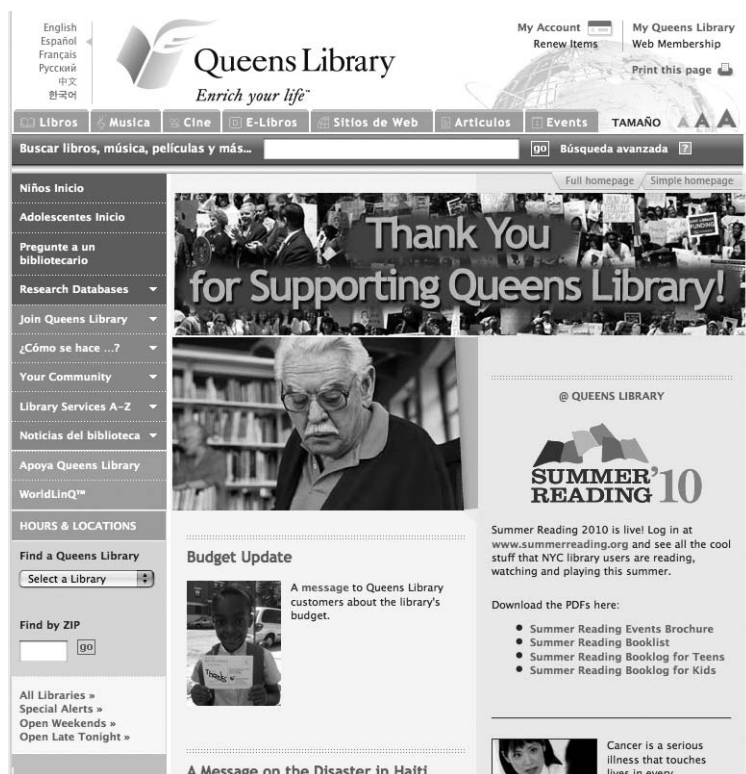 English
Español
Français
Русский
中文
한국어
Queens Library
Enrich your life℠
My Account
Renew Items
My Queens Library
Web Membership
Print this page
Libros
Musica
Cine
E-Libros
Sitios de Web
Articulos
Events
TAMAÑO A A A
Buscar libros, música, películas y más...
go
Búsqueda avanzada ?
Full homepage
Simple homepage
Niños Inicio
Adolescentes Inicio
Pregunte a un
bibliotecario
Research Databases
Join Queens Library
¿Cómo se hace ...?
Your Community
Library Services A–Z
Noticias del biblioteca
Apoya Queens Library
WorldLinQ™
HOURS & LOCATIONS
Find a Queens Library
Select a Library
Find by ZIP
go
All Libraries »
Special Alerts »
Open Weekends »
Open Late Tonight »
Thank You
for Supporting Queens Library!
Budget Update
A message to Queens Library
customers about the library's
budget.
Thanks
A Message on the Disaster in Haiti
@ QUEENS LIBRARY
SUMMER
READING '10
Summer Reading 2010 is live! Log in at
www.summerreading.org and see all the cool
stuff that NYC library users are reading,
watching and playing this summer.
Download the PDFs here:
• Summer Reading Events Brochure
• Summer Reading Booklist
• Summer Reading Booklog for Teens
• Summer Reading Booklog for Kids
Cancer is a serious
illness that touches
lives in every